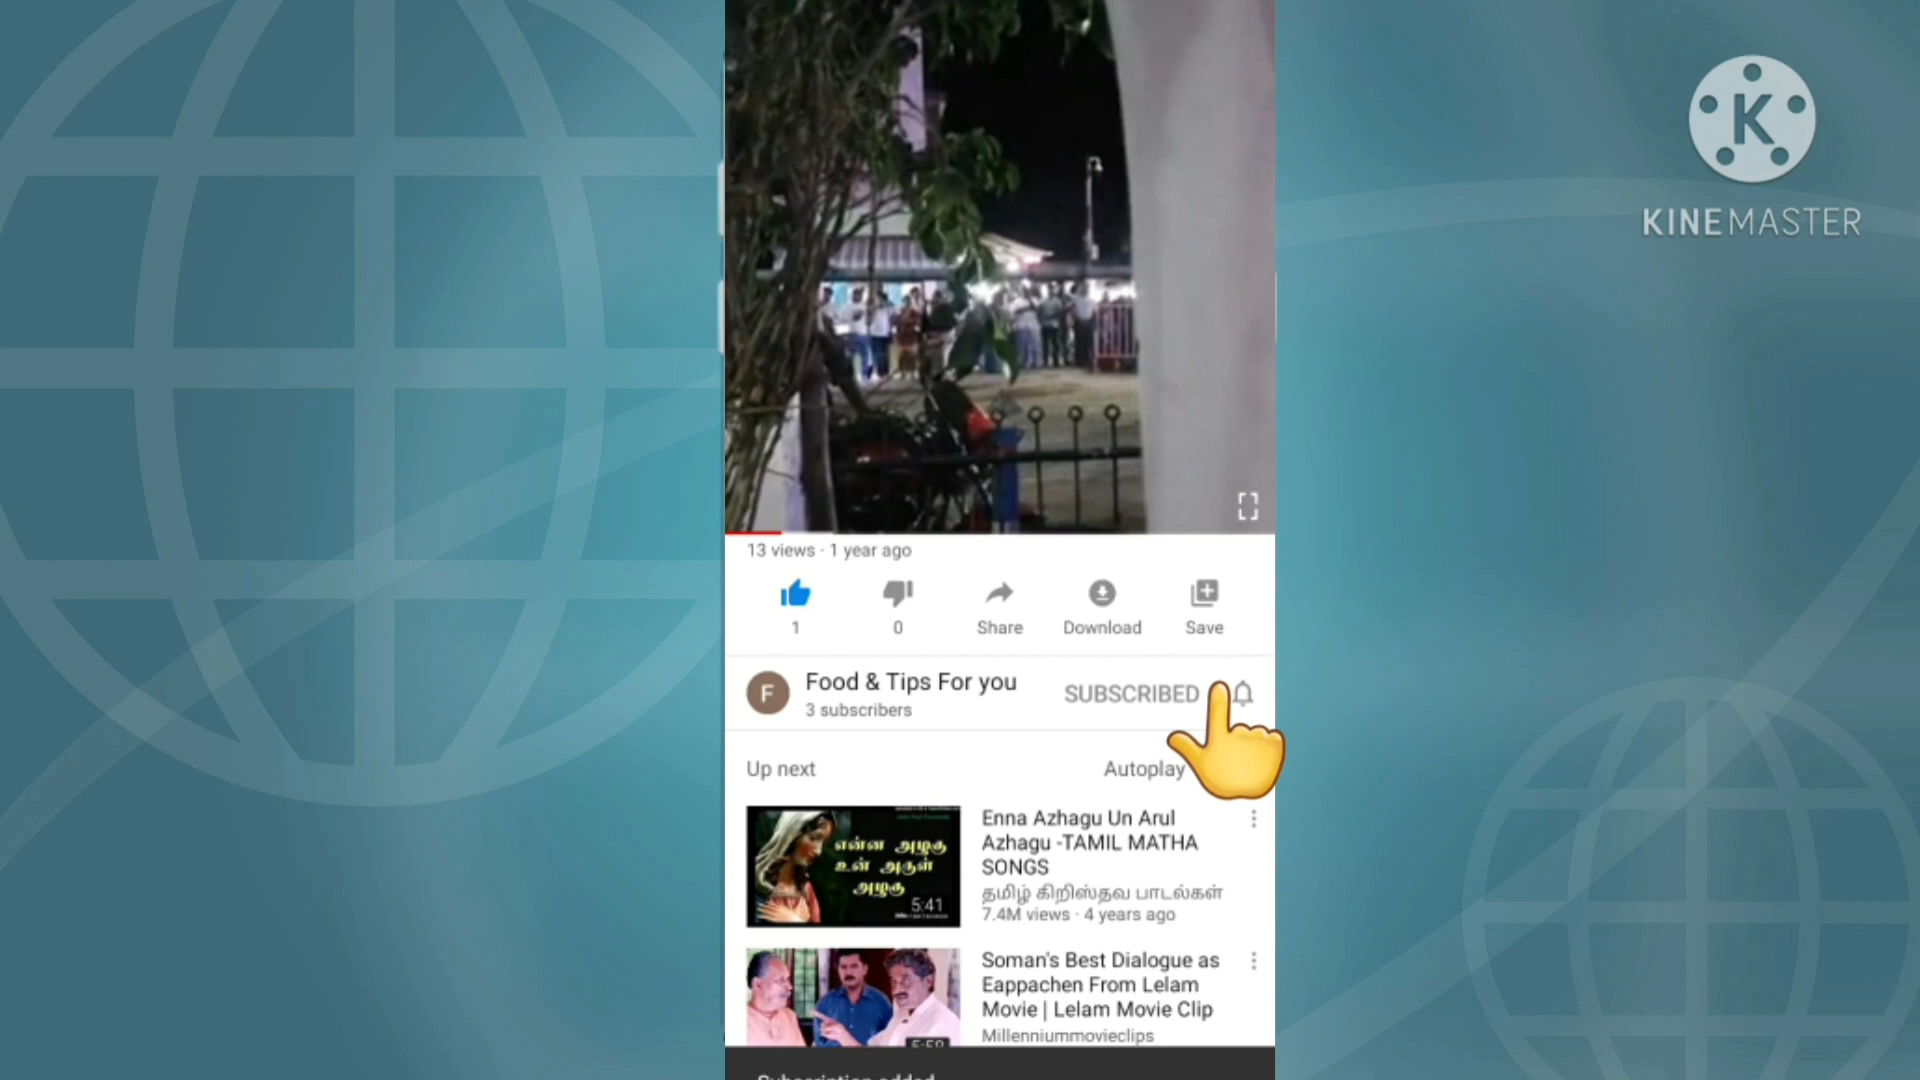 K
KINEMASTER
13 views · 1 year ago
1
0
Share
Download
Save
F
Food & Tips For you
3 subscribers
SUBSCRIBED
Up next
Autoplay
என்ன அழகு
உன் அருள்
அழகு
5:41
Enna Azhagu Un Arul
Azhagu -TAMIL MATHA
SONGS
தமிழ் கிறிஸ்தவ பாடல்கள்
7.4M views · 4 years ago
Soman's Best Dialogue as
Eappachen From Lelam
Movie | Lelam Movie Clip
Millenniummovieclips
Subscription added